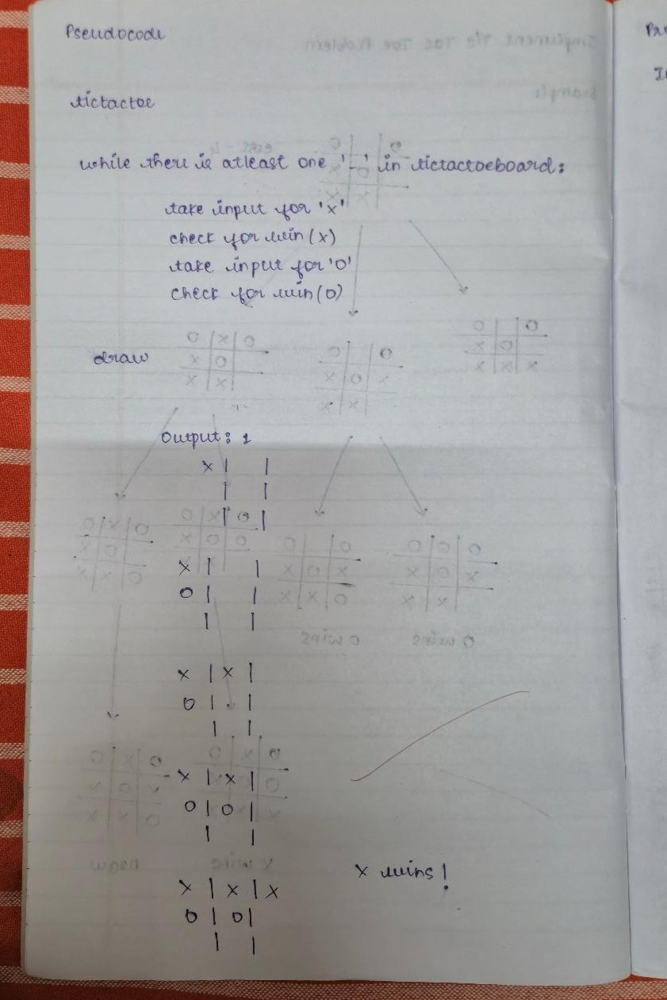 Pseudocode
tictactoe
while there is atleast one '_' in tictactoeboard:
take input for 'x'
check for win (x)
take input for 'O'
check for win (O)
draw
Output: 1
x | |
| |
| |
x | |
O | |
| |
x | x |
O | |
| |
x | x |
O | O |
| |
x | x | x
O | O |
| |
x wins!